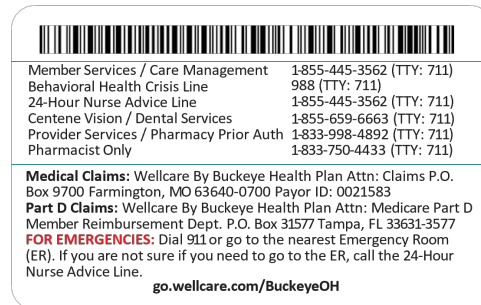 Member Services / Care Management 1-855-445-3562 (TTY: 711)
Behavioral Health Crisis Line 988 (TTY: 711)
24-Hour Nurse Advice Line 1-855-445-3562 (TTY: 711)
Centene Vision / Dental Services 1-855-659-6663 (TTY: 711)
Provider Services / Pharmacy Prior Auth 1-833-998-4892 (TTY: 711)
Pharmacist Only 1-833-750-4433 (TTY: 711)
Medical Claims: Wellcare By Buckeye Health Plan Attn: Claims P.O.
Box 9700 Farmington, MO 63640-0700 Payor ID: 0021583
Part D Claims: Wellcare By Buckeye Health Plan Attn: Medicare Part D
Member Reimbursement Dept. P.O. Box 31577 Tampa, FL 33631-3577
FOR EMERGENCIES: Dial 911 or go to the nearest Emergency Room
(ER). If you are not sure if you need to go to the ER, call the 24-Hour
Nurse Advice Line.
go.wellcare.com/BuckeyeOH